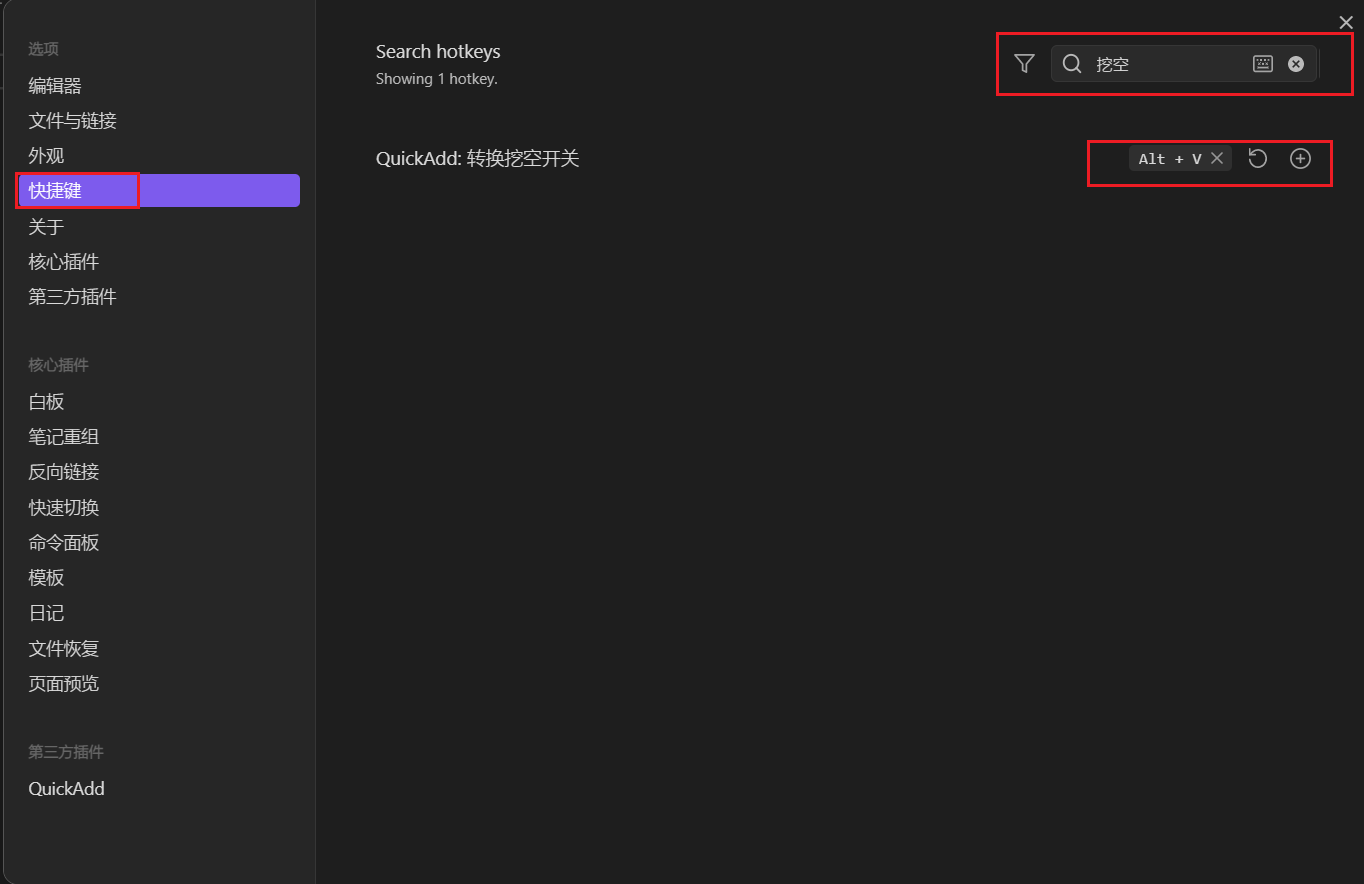 选项
编辑器
文件与链接
外观
快捷键
关于
核心插件
第三方插件
核心插件
白板
笔记重组
反向链接
快速切换
命令面板
模板
日记
文件恢复
页面预览
第三方插件
QuickAdd
Search hotkeys
Showing 1 hotkey.
挖空
QuickAdd: 转换挖空开关
Alt + V